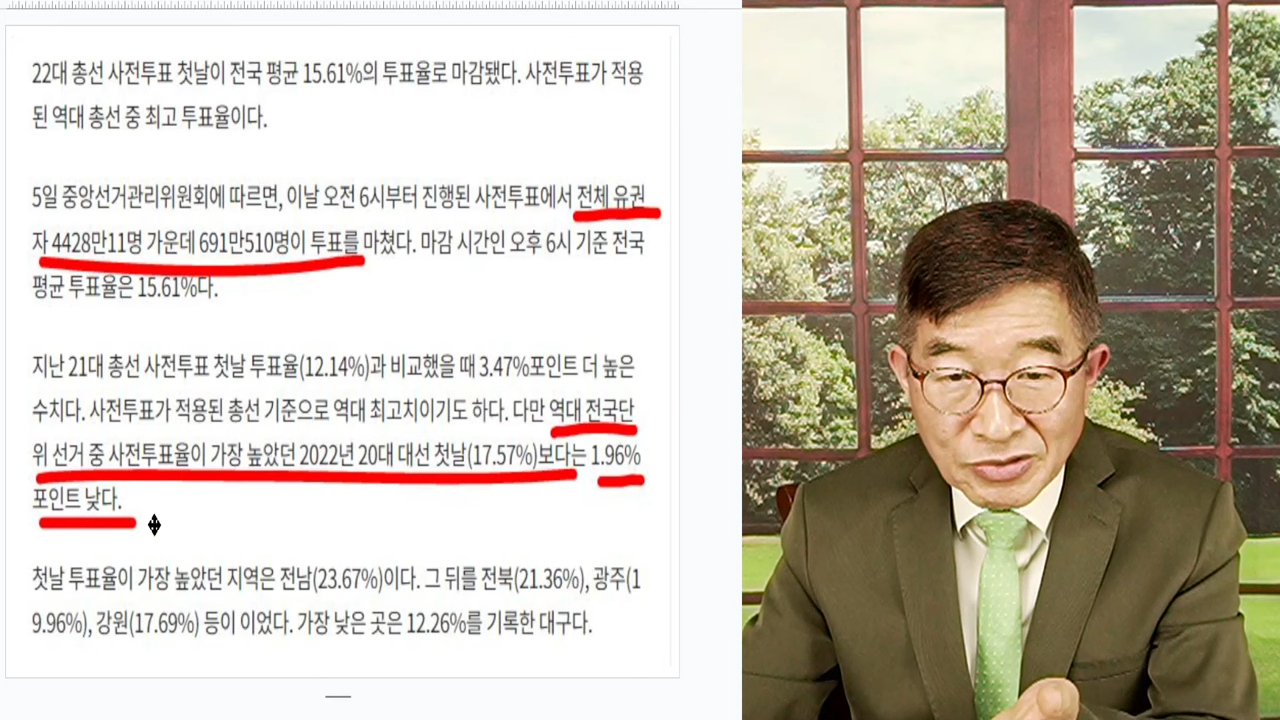 22대 총선 사전투표 첫날이 전국 평균 15.61%의 투표율로 마감됐다. 사전투표가 적용
된 역대 총선 중 최고 투표율이다.
5일 중앙선거관리위원회에 따르면, 이날 오전 6시부터 진행된 사전투표에서 전체 유권
자 4428만11명 가운데 691만510명이 투표를 마쳤다. 마감 시간인 오후 6시 기준 전국
평균 투표율은 15.61%다.
지난 21대 총선 사전투표 첫날 투표율(12.14%)과 비교했을 때 3.47%포인트 더 높은
수치다. 사전투표가 적용된 총선 기준으로 역대 최고치이기도 하다. 다만 역대 전국단
위 선거 중 사전투표율이 가장 높았던 2022년 20대 대선 첫날(17.57%)보다는 1.96%
포인트 낮다.
첫날 투표율이 가장 높았던 지역은 전남(23.67%)이다. 그 뒤를 전북(21.36%), 광주(1
9.96%), 강원(17.69%) 등이 이었다. 가장 낮은 곳은 12.26%를 기록한 대구다.